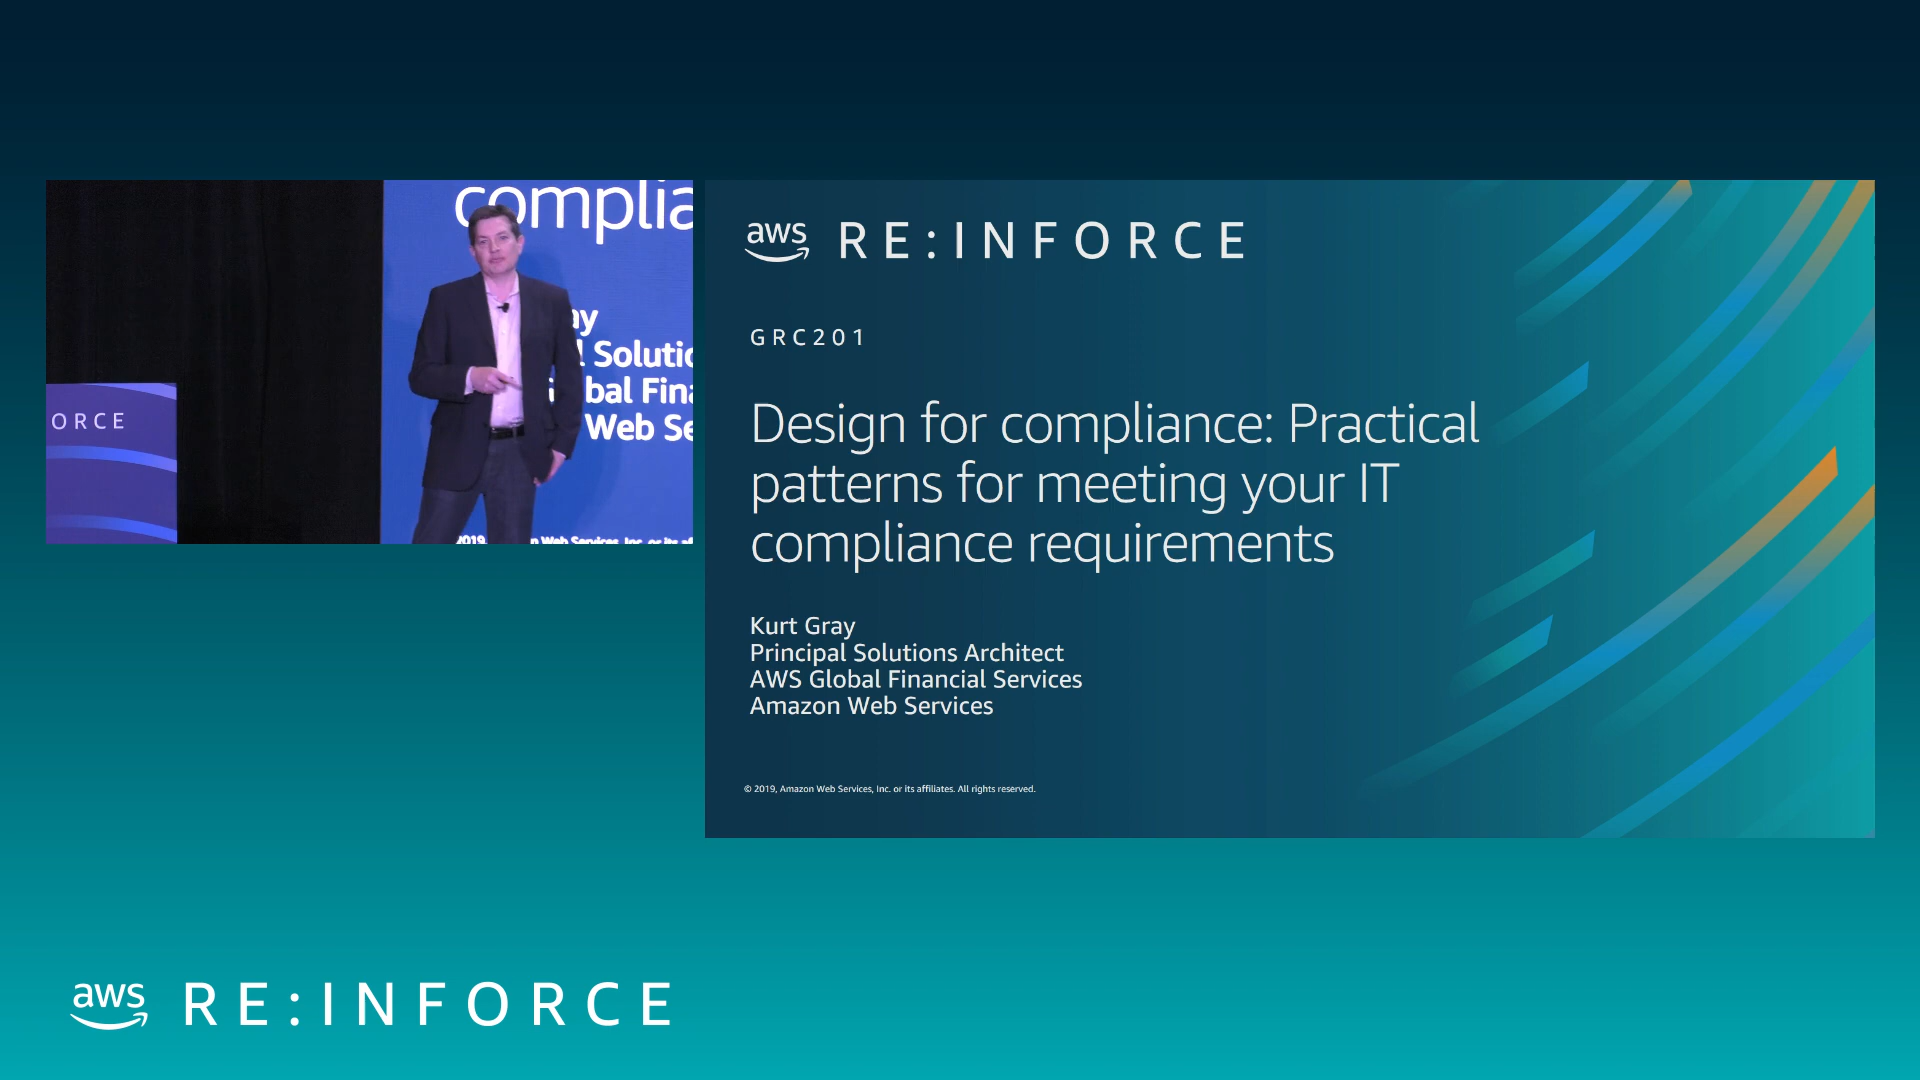 complia
ay
l Solutio
bal Fina
Web Se
ORCE
aws RE:INFORCE
GRC201
Design for compliance: Practical
patterns for meeting your IT
compliance requirements
Kurt Gray
Principal Solutions Architect
AWS Global Financial Services
Amazon Web Services
© 2019, Amazon Web Services, Inc. or its affiliates. All rights reserved.
aws RE:INFORCE